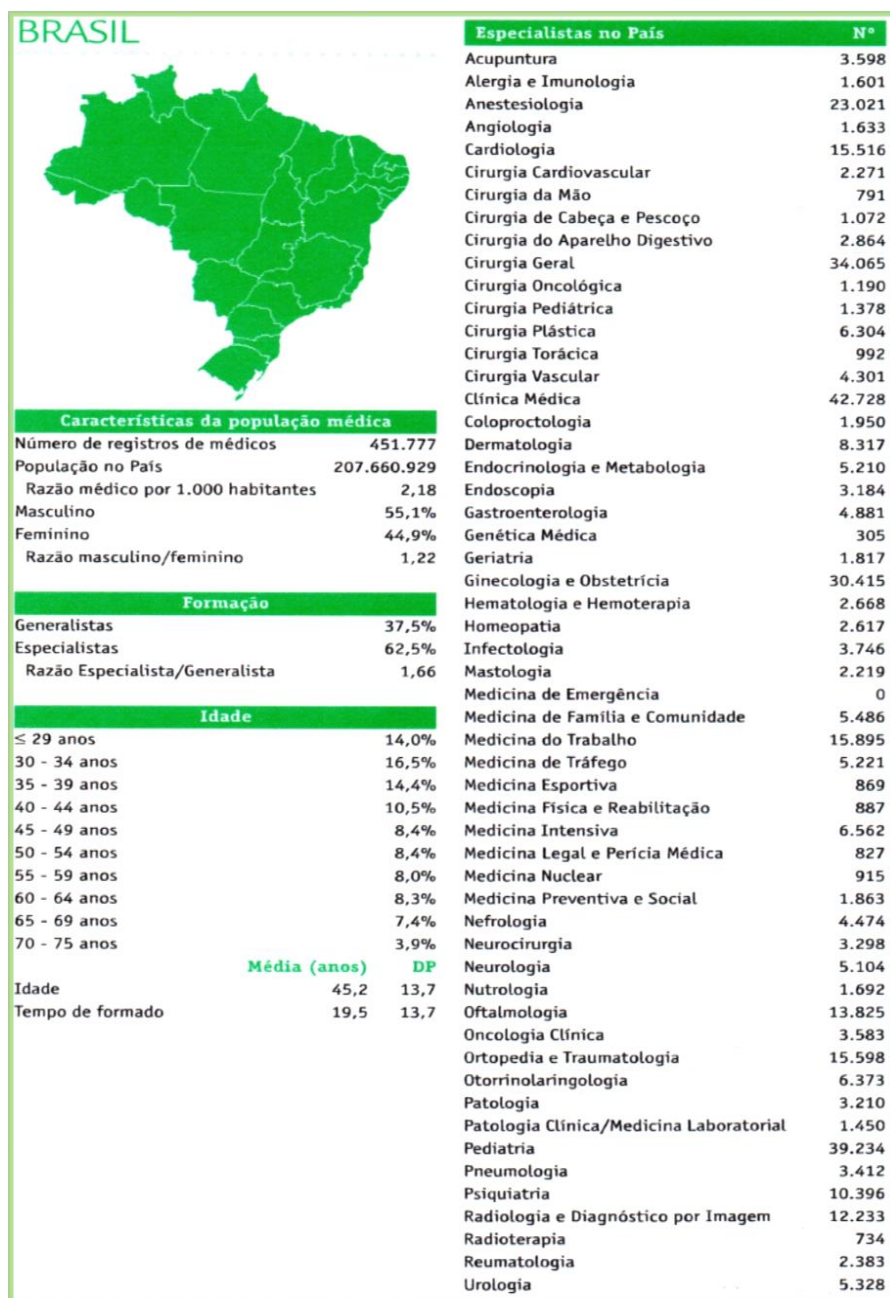 BRASIL
Características da população médica
Número de registros de médicos 451.777
População no País 207.660.929
Razão médico por 1.000 habitantes 2,18
Masculino 55,1%
Feminino 44,9%
Razão masculino/feminino 1,22
Formação
Generalistas 37,5%
Especialistas 62,5%
Razão Especialista/Generalista 1,66
Idade
≤ 29 anos 14,0%
30 - 34 anos 16,5%
35 - 39 anos 14,4%
40 - 44 anos 10,5%
45 - 49 anos 8,4%
50 - 54 anos 8,4%
55 - 59 anos 8,0%
60 - 64 anos 8,3%
65 - 69 anos 7,4%
70 - 75 anos 3,9%
Média (anos) DP
Idade 45,2 13,7
Tempo de formado 19,5 13,7
Especialistas no País Nº
Acupuntura 3.598
Alergia e Imunologia 1.601
Anestesiologia 23.021
Angiologia 1.633
Cardiologia 15.516
Cirurgia Cardiovascular 2.271
Cirurgia da Mão 791
Cirurgia de Cabeça e Pescoço 1.072
Cirurgia do Aparelho Digestivo 2.864
Cirurgia Geral 34.065
Cirurgia Oncológica 1.190
Cirurgia Pediátrica 1.378
Cirurgia Plástica 6.304
Cirurgia Torácica 992
Cirurgia Vascular 4.301
Clínica Médica 42.728
Coloproctologia 1.950
Dermatologia 8.317
Endocrinologia e Metabologia 5.210
Endoscopia 3.184
Gastroenterologia 4.881
Genética Médica 305
Geriatria 1.817
Ginecologia e Obstetrícia 30.415
Hematologia e Hemoterapia 2.668
Homeopatia 2.617
Infectologia 3.746
Mastologia 2.219
Medicina de Emergência 0
Medicina de Família e Comunidade 5.486
Medicina do Trabalho 15.895
Medicina de Tráfego 5.221
Medicina Esportiva 869
Medicina Física e Reabilitação 887
Medicina Intensiva 6.562
Medicina Legal e Perícia Médica 827
Medicina Nuclear 915
Medicina Preventiva e Social 1.863
Nefrologia 4.474
Neurocirurgia 3.298
Neurologia 5.104
Nutrologia 1.692
Oftalmologia 13.825
Oncologia Clínica 3.583
Ortopedia e Traumatologia 15.598
Otorrinolaringologia 6.373
Patologia 3.210
Patologia Clínica/Medicina Laboratorial 1.450
Pediatria 39.234
Pneumologia 3.412
Psiquiatria 10.396
Radiologia e Diagnóstico por Imagem 12.233
Radioterapia 734
Reumatologia 2.383
Urologia 5.328